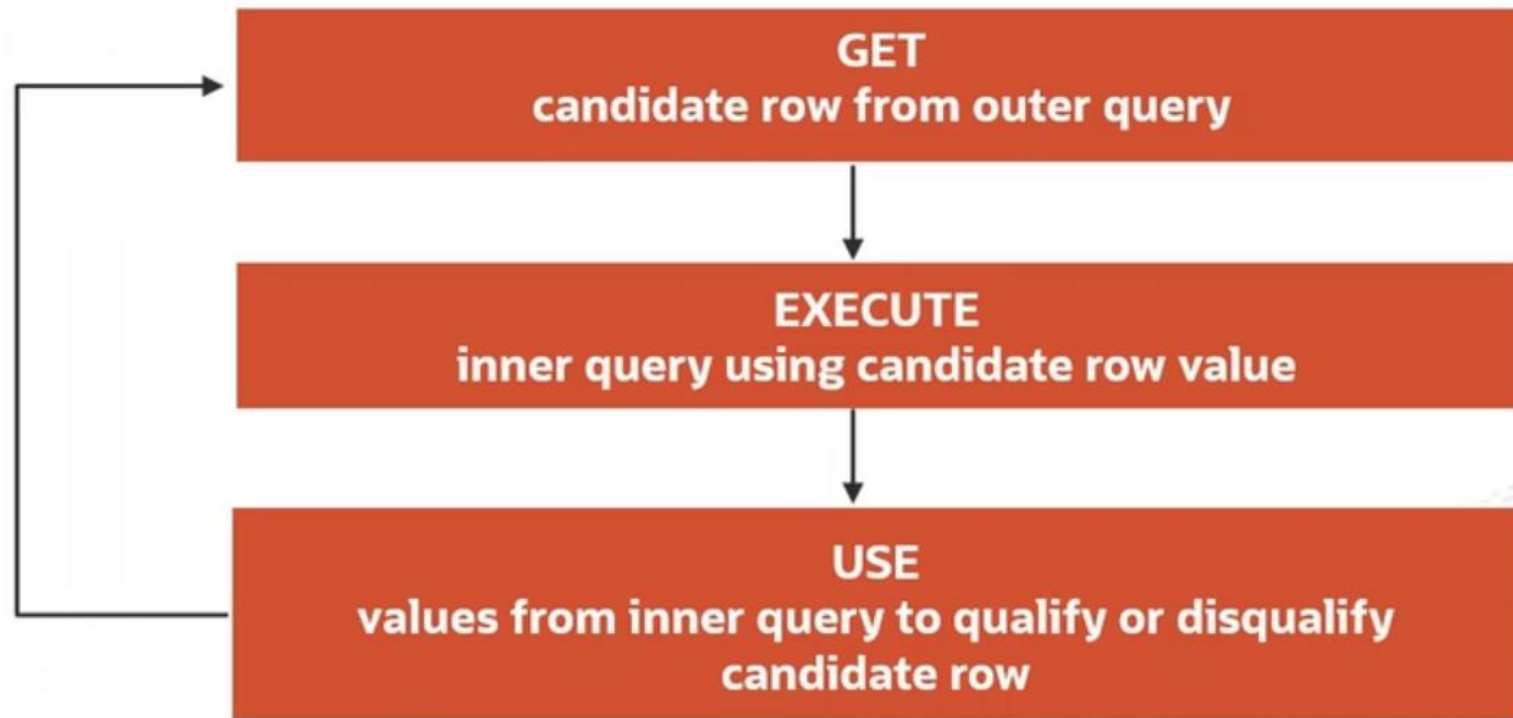 GET
candidate row from outer query
EXECUTE
inner query using candidate row value
USE
values from inner query to qualify or disqualify
candidate row